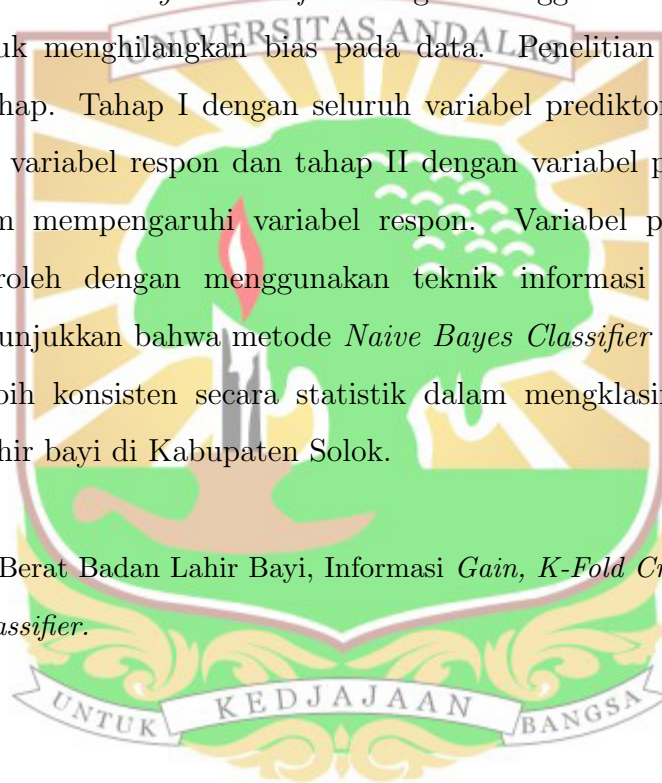 UNIVERSITAS ANDALAS
uk menghilangkan bias pada data. Penelitian
hap. Tahap I dengan seluruh variabel prediktor
variabel respon dan tahap II dengan variabel p
m mempengaruhi variabel respon. Variabel p
roleh dengan menggunakan teknik informasi
unjukkan bahwa metode Naive Bayes Classifier
bih konsisten secara statistik dalam mengklasi
hir bayi di Kabupaten Solok.
Berat Badan Lahir Bayi, Informasi Gain, K-Fold Cr
assifier.
UNTUK KEDJAJAAN BANGSA